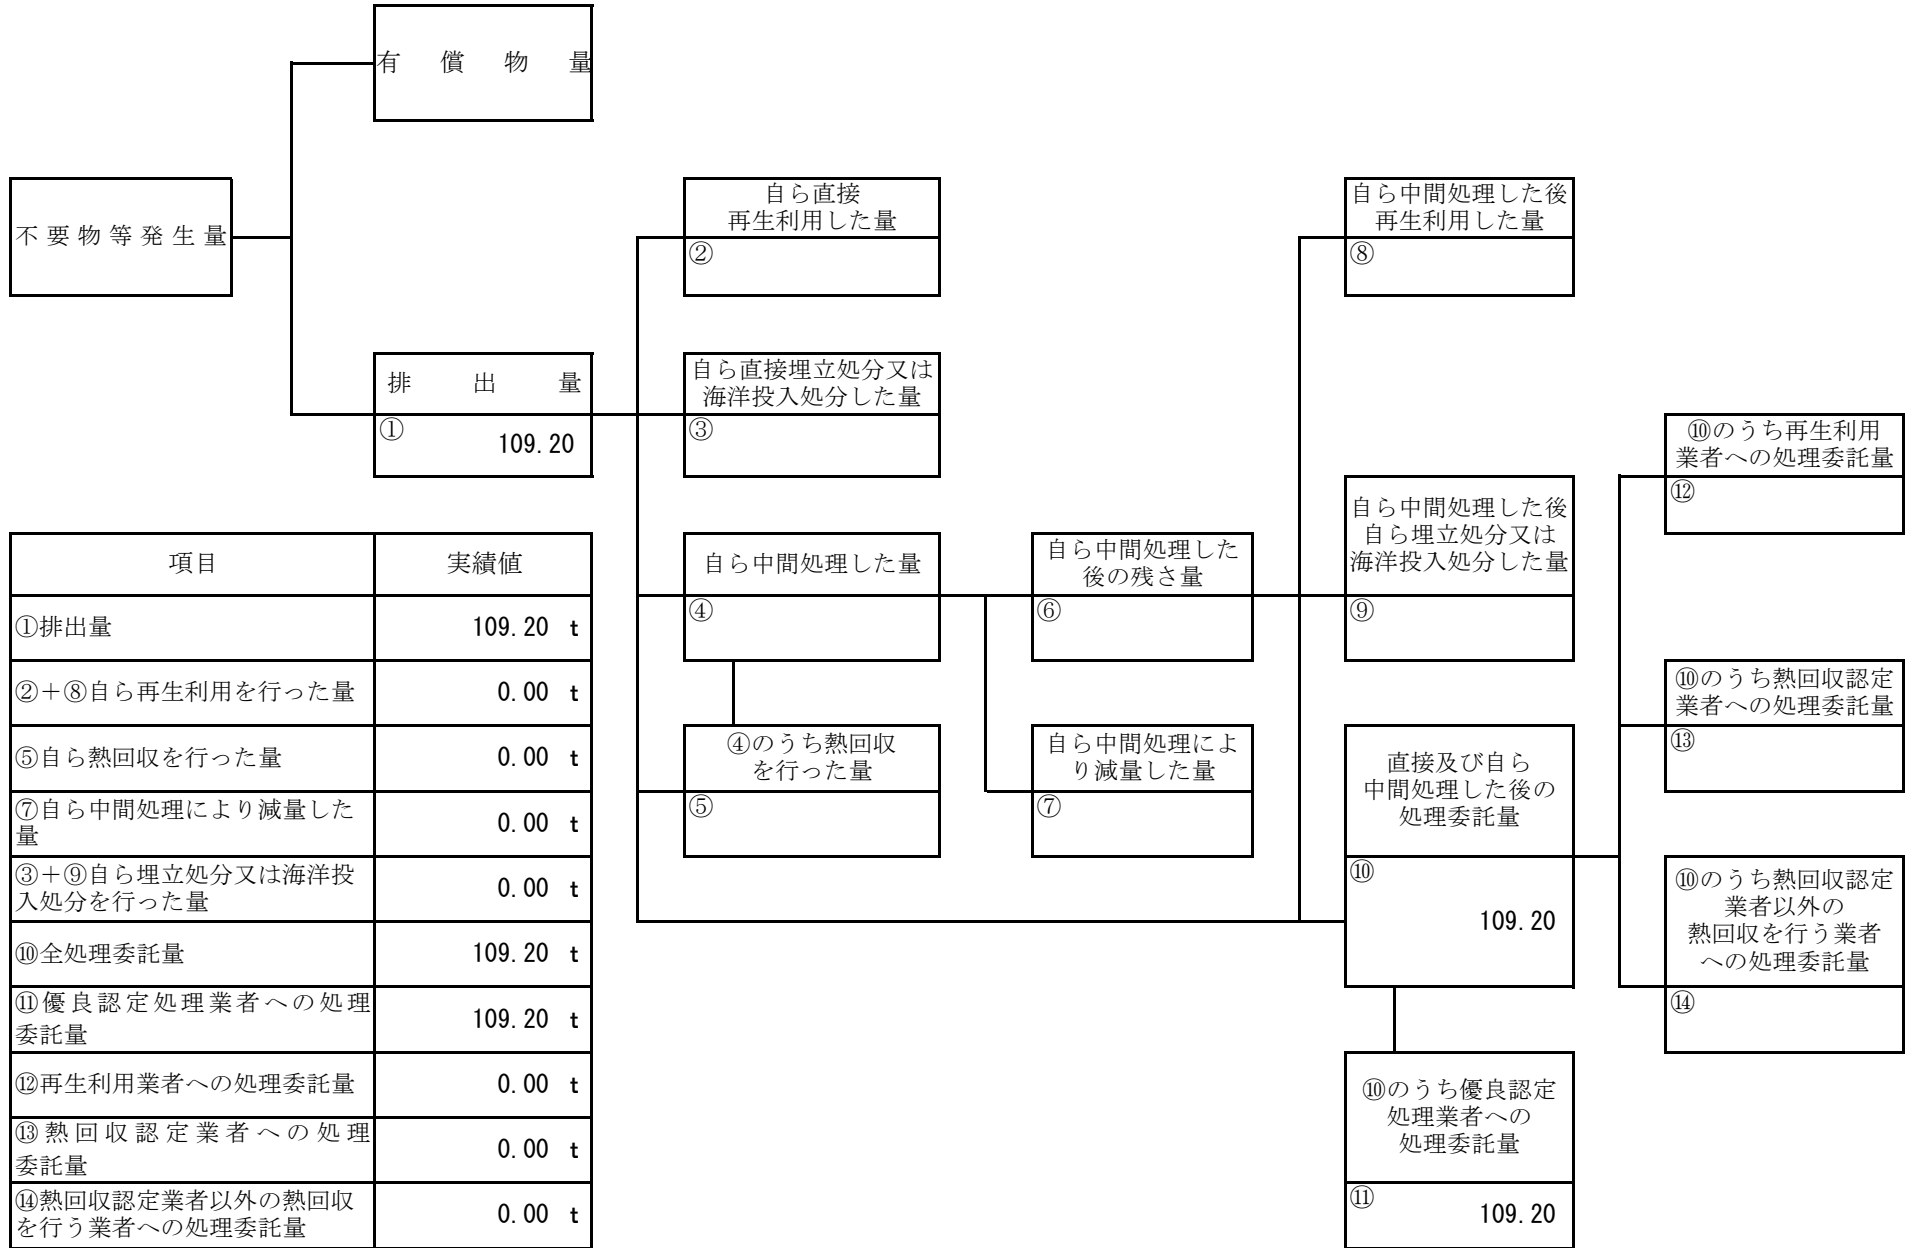 有償物量
不要物等発生量
排出量
①
109.20
自ら直接
再生利用した量
②
自ら直接埋立処分又は
海洋投入処分した量
③
自ら中間処理した量
④
④のうち熱回収
を行った量
⑤
自ら中間処理した
後の残さ量
⑥
自ら中間処理によ
り減量した量
⑦
自ら中間処理した後
再生利用した量
⑧
自ら中間処理した後
自ら埋立処分又は
海洋投入処分した量
⑨
直接及び自ら
中間処理した後の
処理委託量
⑩
109.20
⑩のうち優良認定
処理業者への
処理委託量
⑪
109.20
⑩のうち再生利用
業者への処理委託量
⑫
⑩のうち熱回収認定
業者への処理委託量
⑬
⑩のうち熱回収認定
業者以外の
熱回収を行う業者
への処理委託量
⑭
項目 実績値
①排出量 109.20 t
②+⑧自ら再生利用を行った量 0.00 t
⑤自ら熱回収を行った量 0.00 t
⑦自ら中間処理により減量した
量 0.00 t
③+⑨自ら埋立処分又は海洋投
入処分を行った量 0.00 t
⑩全処理委託量 109.20 t
⑪優良認定処理業者への処理
委託量 109.20 t
⑫再生利用業者への処理委託量 0.00 t
⑬熱回収認定業者への処理
委託量 0.00 t
⑭熱回収認定業者以外の熱回収
を行う業者への処理委託量 0.00 t